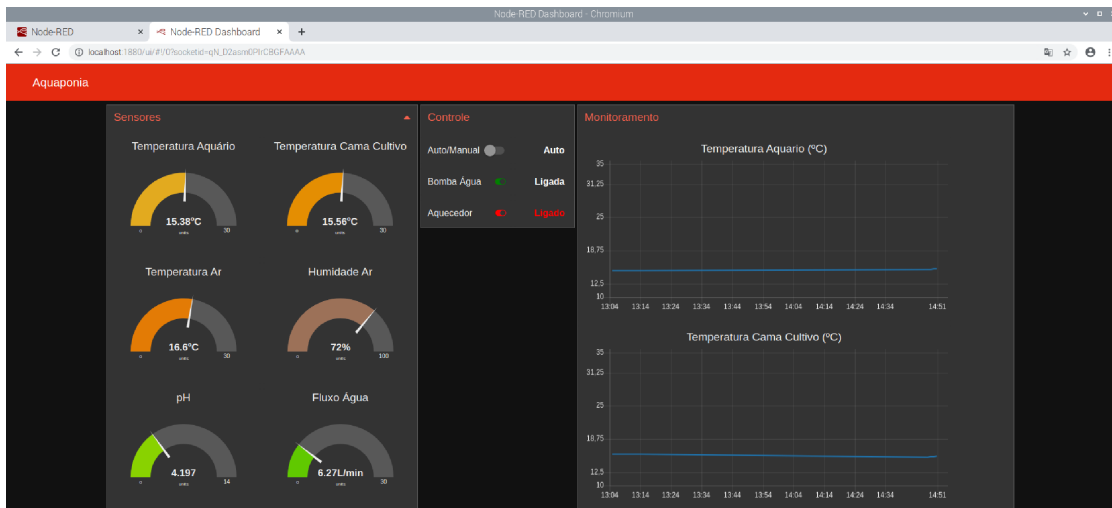 Node-RED Dashboard - Chromium
Node-RED
Node-RED Dashboard
localhost:1880/ui/#!/0?socketid=qN_D2asm0PIrCBGFAAAA
Aquaponia
Sensores
Temperatura Aquário
Temperatura Cama Cultivo
15.38°C
units
0
30
15.56°C
units
0
30
Temperatura Ar
Humidade Ar
16.6°C
units
0
30
72%
units
0
100
pH
Fluxo Água
4.197
units
0
14
6.27L/min
units
0
30
Controle
Auto/Manual
Auto
Bomba Água
Ligada
Aquecedor
Ligado
Monitoramento
Temperatura Aquario (ºC)
35
31,25
25
18,75
12.5
10
13:04 13:14 13:24 13:34 13:44 13:54 14:04 14:14 14:24 14:34 14:51
Temperatura Cama Cultivo (ºC)
35
31,25
25
18,75
12.5
10
13:04 13:14 13:24 13:34 13:44 13:54 14:04 14:14 14:24 14:34 14:51